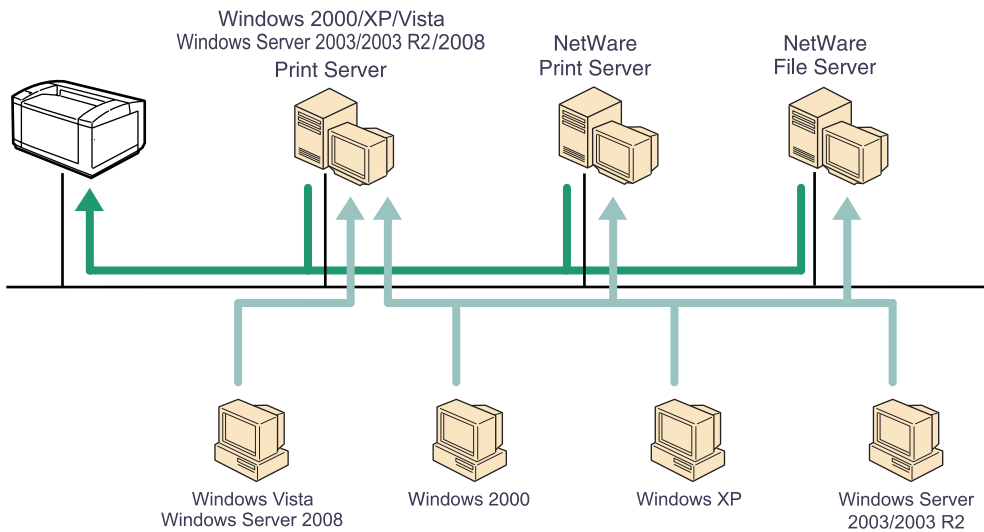 Windows 2000/XP/Vista
Windows Server 2003/2003 R2/2008
Print Server
NetWare
Print Server
NetWare
File Server
Windows Vista
Windows Server 2008
Windows 2000
Windows XP
Windows Server
2003/2003 R2